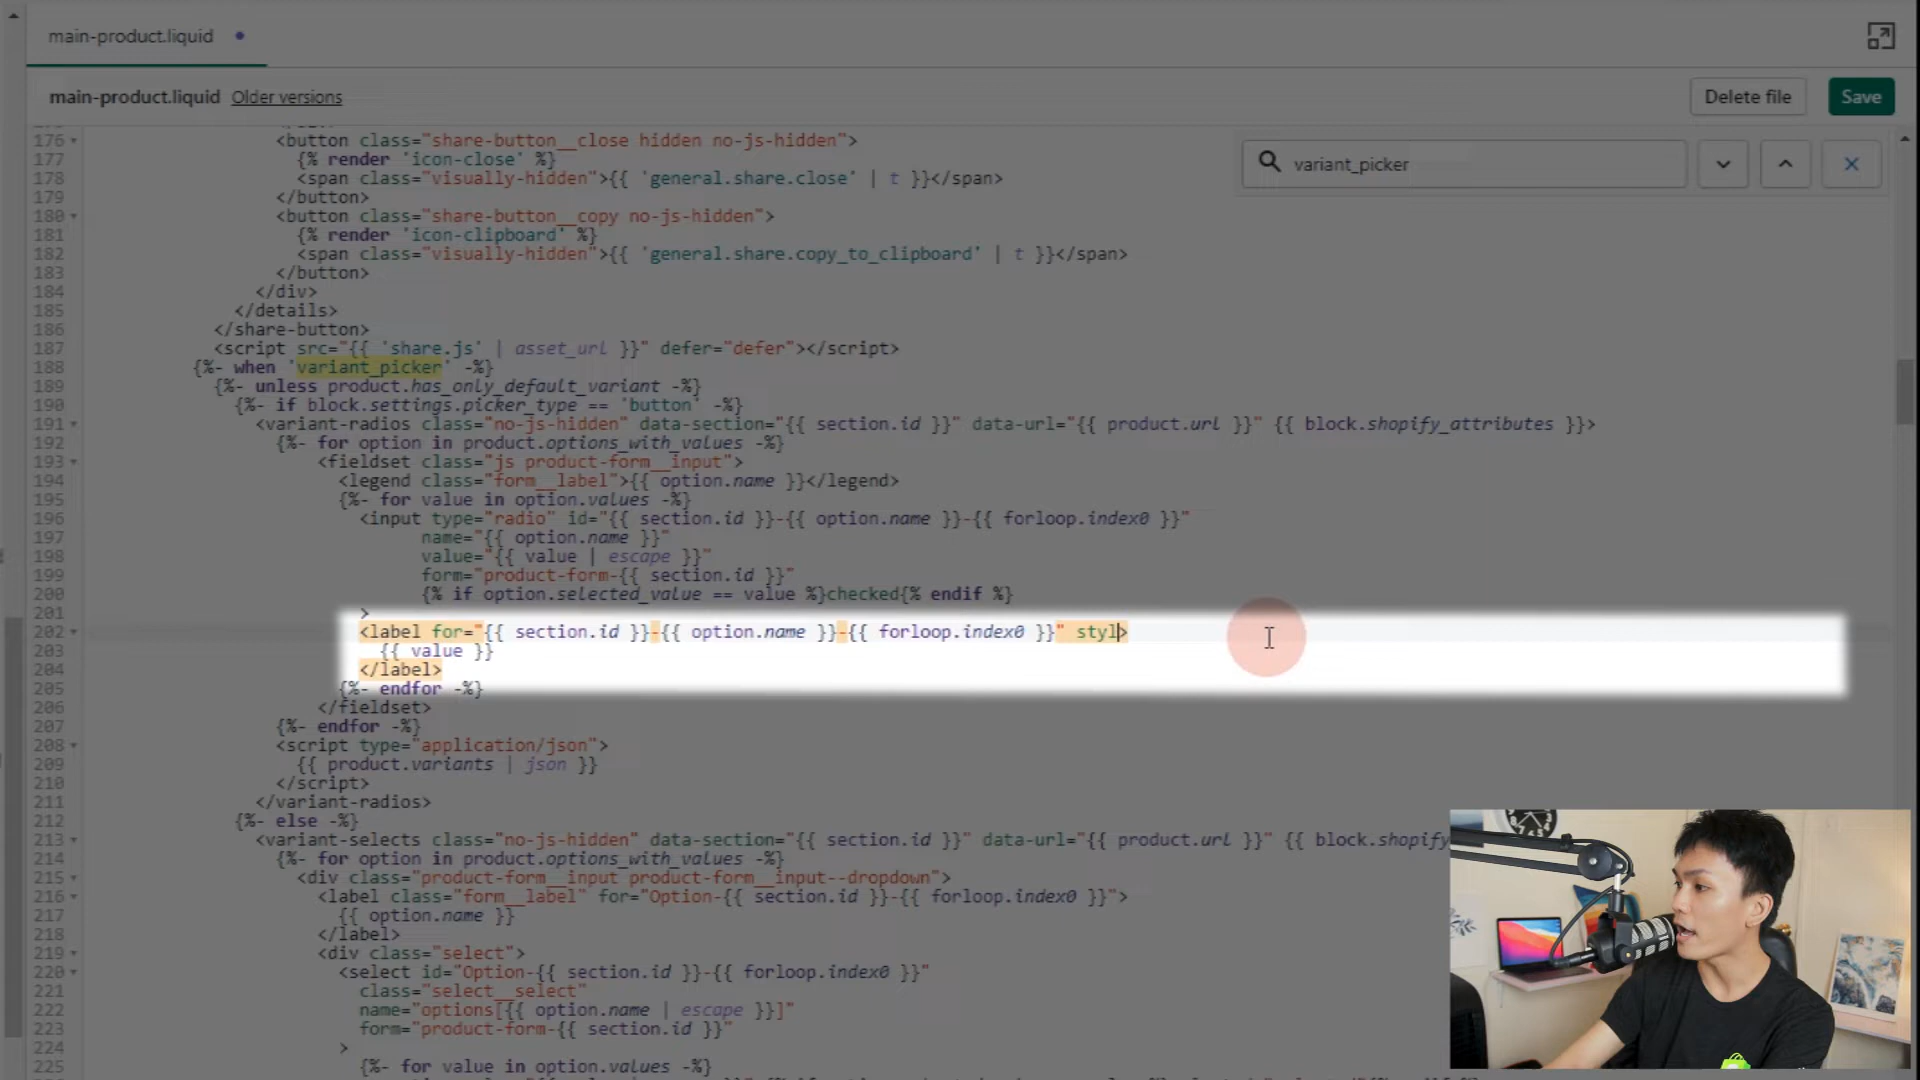 main-product.liquid
main-product.liquid Older versions Delete file Save
variant_picker
176 <button class="share-button__close hidden no-js-hidden">
177 {% render 'icon-close' %}
178 <span class="visually-hidden">{{ 'general.share.close' | t }}</span>
179 </button>
180 <button class="share-button__copy no-js-hidden">
181 {% render 'icon-clipboard' %}
182 <span class="visually-hidden">{{ 'general.share.copy_to_clipboard' | t }}</span>
183 </button>
184 </div>
185 </details>
186 </share-button>
187 <script src="{{ 'share.js' | asset_url }}" defer="defer"></script>
188 {%- when 'variant_picker' -%}
189 {%- unless product.has_only_default_variant -%}
190 {%- if block.settings.picker_type == 'button' -%}
191 <variant-radios class="no-js-hidden" data-section="{{ section.id }}" data-url="{{ product.url }}" {{ block.shopify_attributes }}>
192 {%- for option in product.options_with_values -%}
193 <fieldset class="js product-form__input">
194 <legend class="form__label">{{ option.name }}</legend>
195 {%- for value in option.values -%}
196 <input type="radio" id="{{ section.id }}-{{ option.name }}-{{ forloop.index0 }}"
197 name="{{ option.name }}"
198 value="{{ value | escape }}"
199 form="product-form-{{ section.id }}"
200 {% if option.selected_value == value %}checked{% endif %}
201 >
202 <label for="{{ section.id }}-{{ option.name }}-{{ forloop.index0 }}" styl>
203 {{ value }}
204 </label>
205 {%- endfor -%}
206 </fieldset>
207 {%- endfor -%}
208 <script type="application/json">
209 {{ product.variants | json }}
210 </script>
211 </variant-radios>
212 {%- else -%}
213 <variant-selects class="no-js-hidden" data-section="{{ section.id }}" data-url="{{ product.url }}" {{ block.shopify
214 {%- for option in product.options_with_values -%}
215 <div class="product-form__input product-form__input--dropdown">
216 <label class="form__label" for="Option-{{ section.id }}-{{ forloop.index0 }}">
217 {{ option.name }}
218 </label>
219 <div class="select">
220 <select id="Option-{{ section.id }}-{{ forloop.index0 }}"
221 class="select__select"
222 name="options[{{ option.name | escape }}]"
223 form="product-form-{{ section.id }}"
224 >
225 {%- for value in option.values -%}